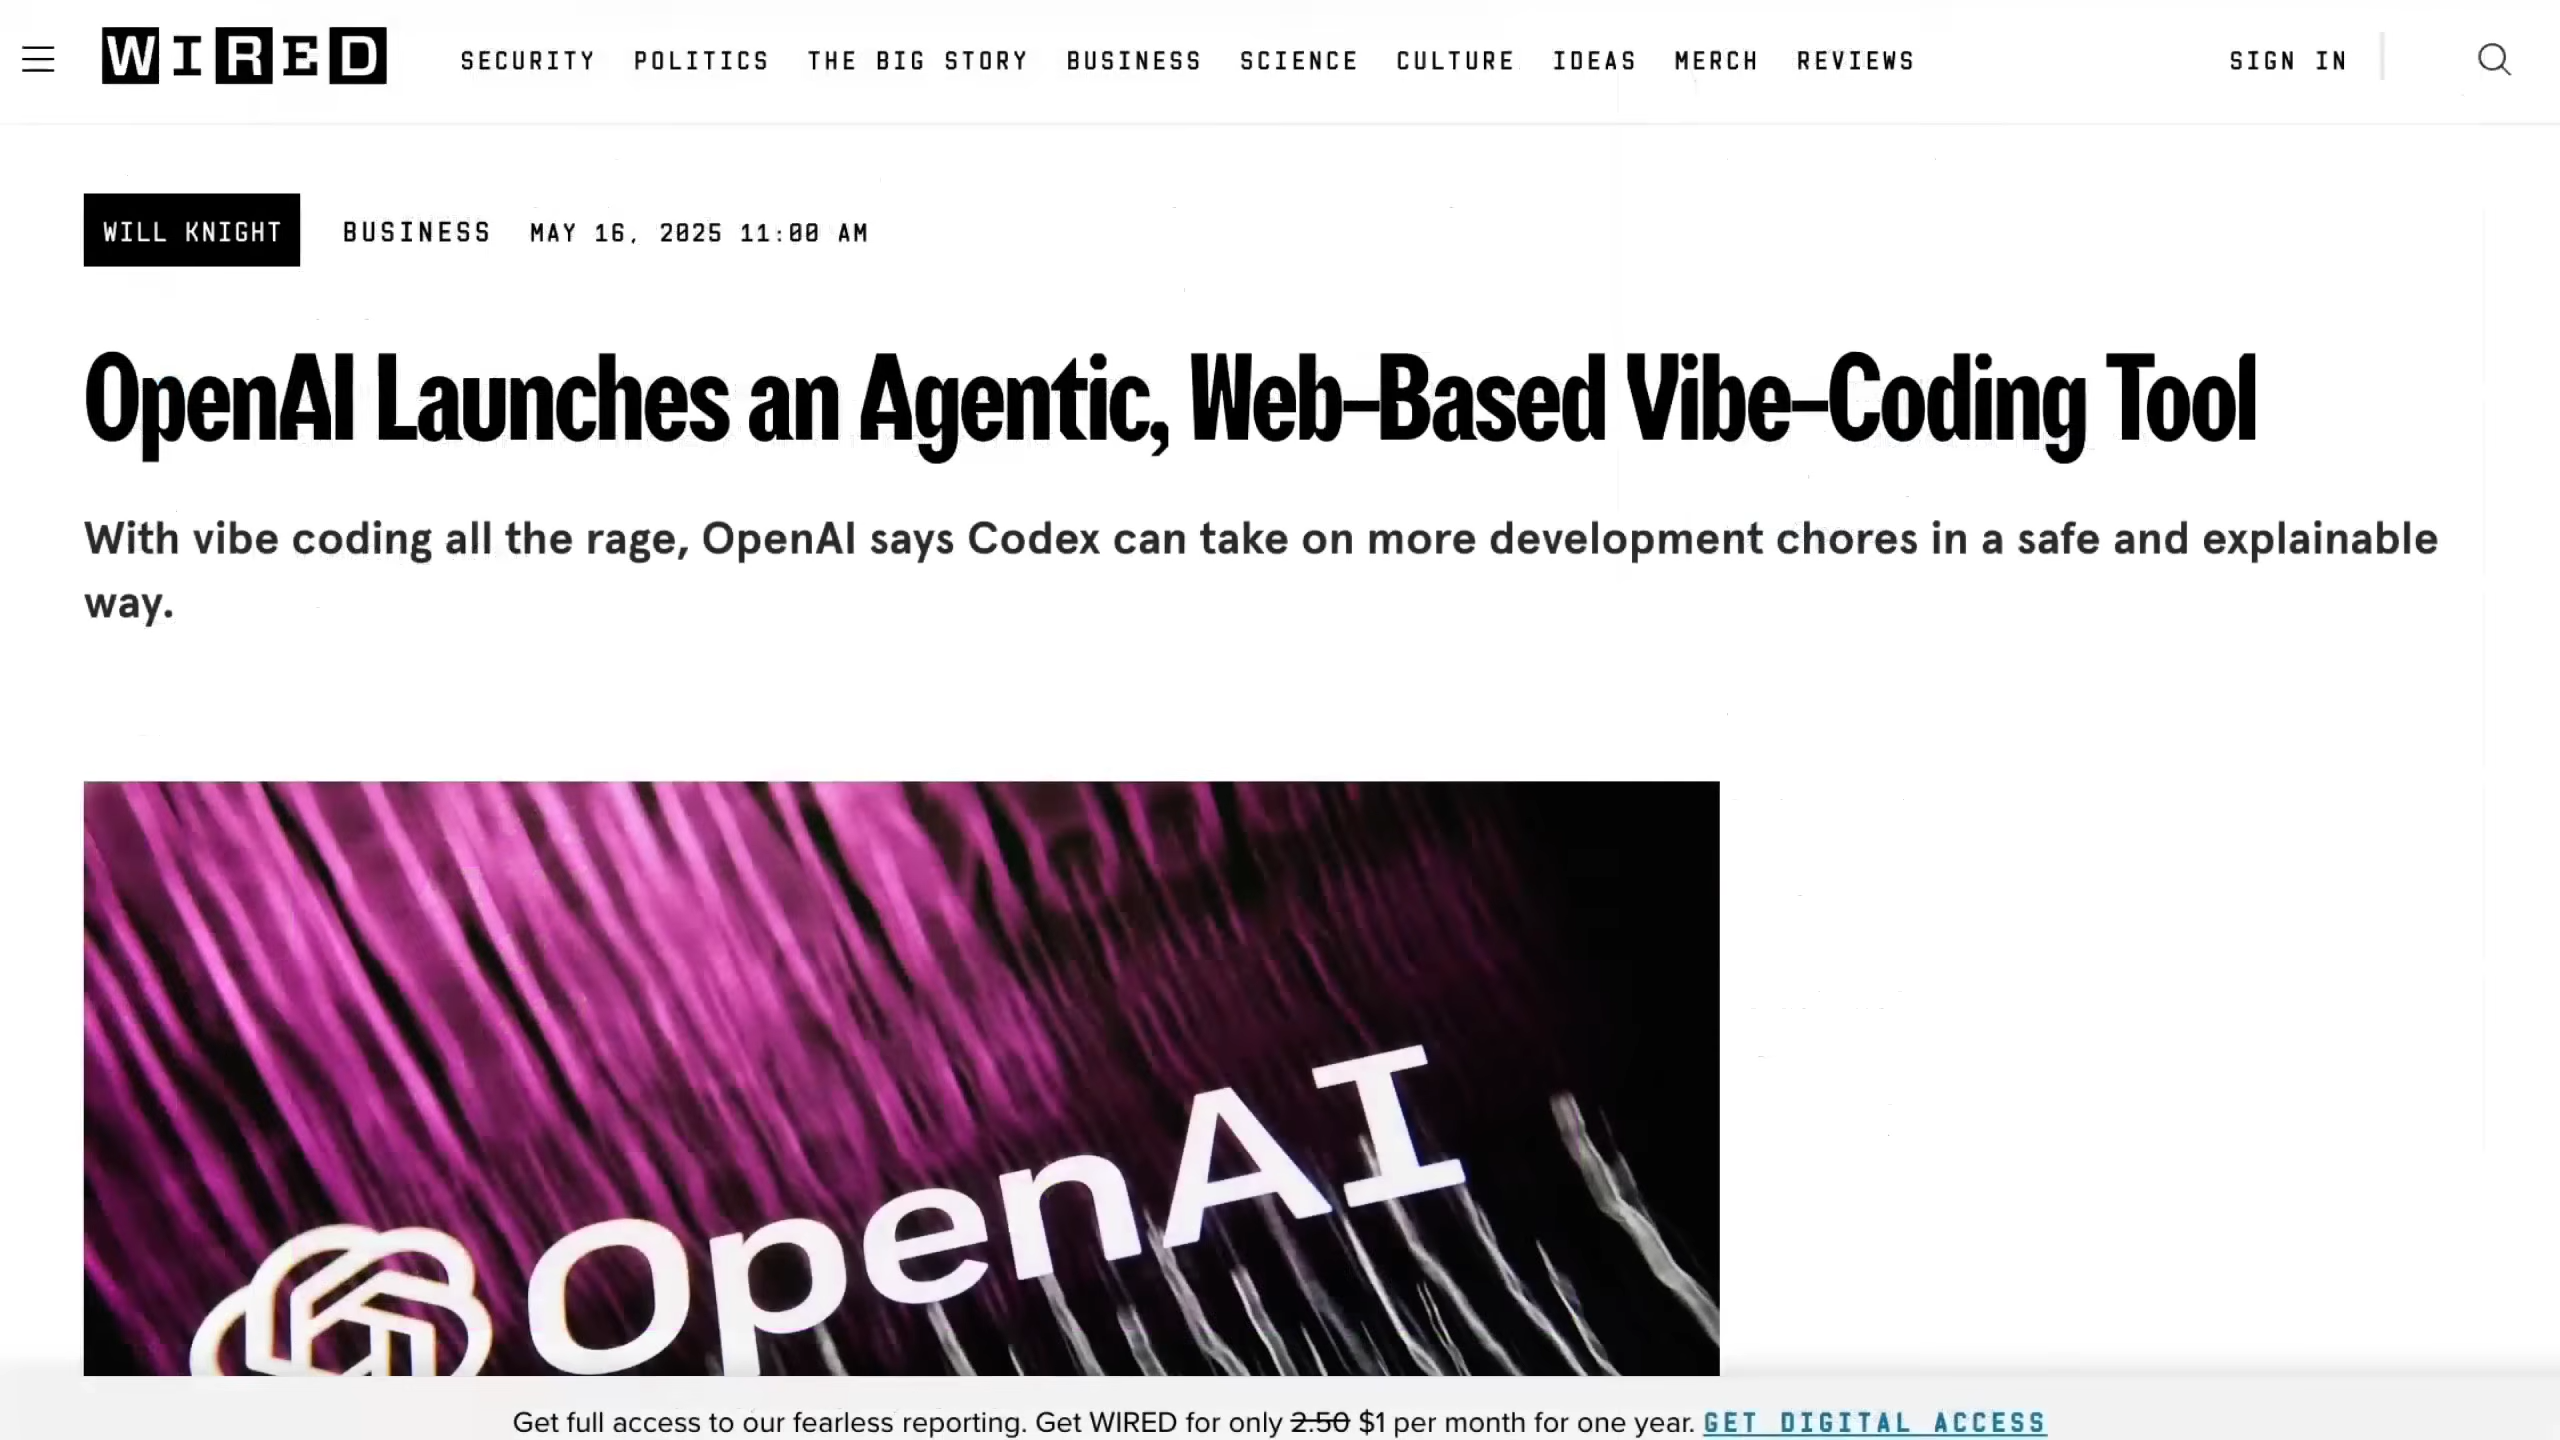 WIRED SECURITY POLITICS THE BIG STORY BUSINESS SCIENCE CULTURE IDEAS MERCH REVIEWS SIGN IN
WILL KNIGHT BUSINESS MAY 16, 2025 11:00 AM
OpenAI Launches an Agentic, Web-Based Vibe-Coding Tool
With vibe coding all the rage, OpenAI says Codex can take on more development chores in a safe and explainable
way.
OpenAI
Get full access to our fearless reporting. Get WIRED for only 2.50 $1 per month for one year. GET DIGITAL ACCESS